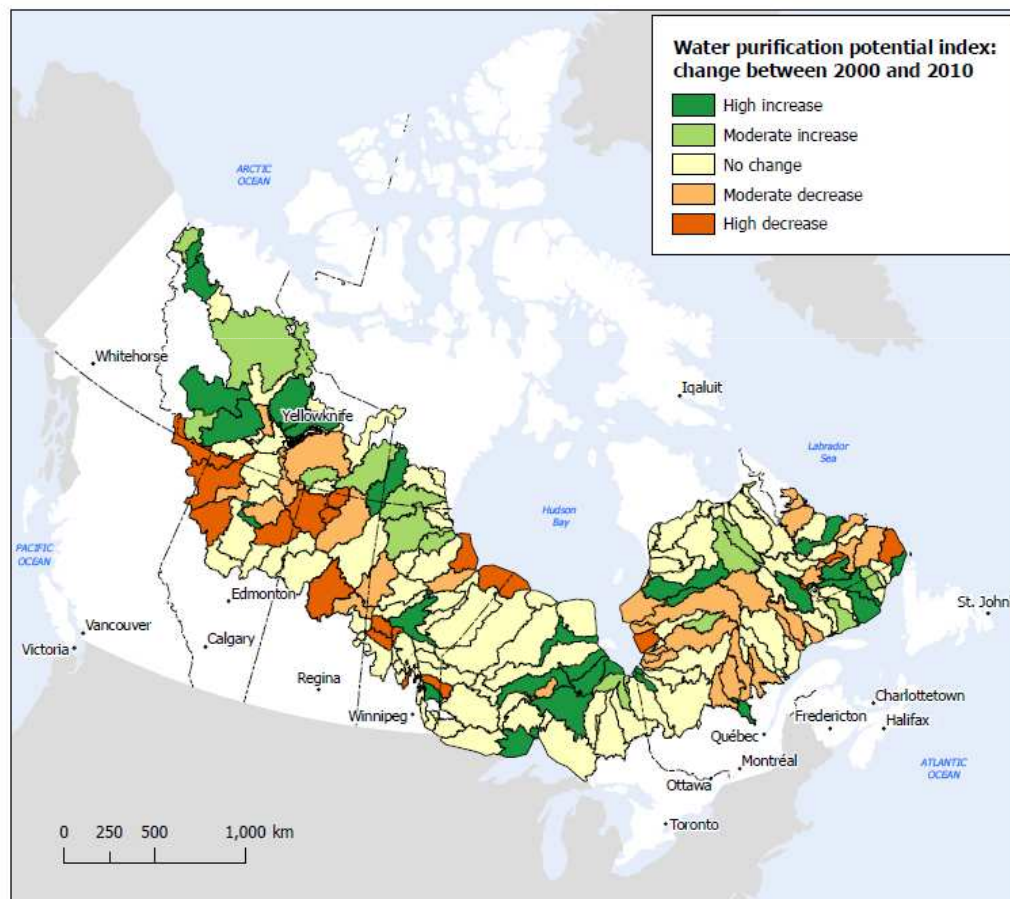 Water purification potential index:
change between 2000 and 2010
High increase
Moderate increase
No change
Moderate decrease
High decrease
ARCTIC
OCEAN
Whitehorse
Iqaluit
Yellowknife
Labrador
Sea
Hudson
Bay
PACIFIC
OCEAN
Edmonton
St. John
Vancouver
Calgary
Victoria
Regina
Charlottetown
Winnipeg
Fredericton
Halifax
Québec
Montréal
ATLANTIC
OCEAN
Ottawa
Toronto
0 250 500 1,000 km